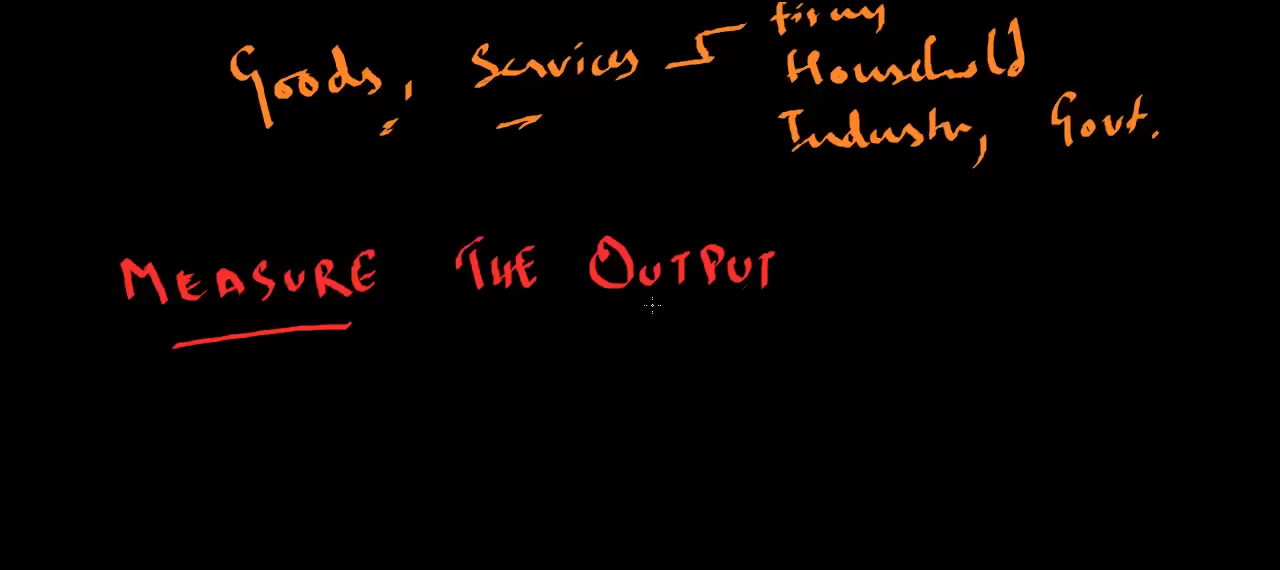 firms
Goods, Services
Household
Industry, Govt.
MEASURE THE OUTPUT